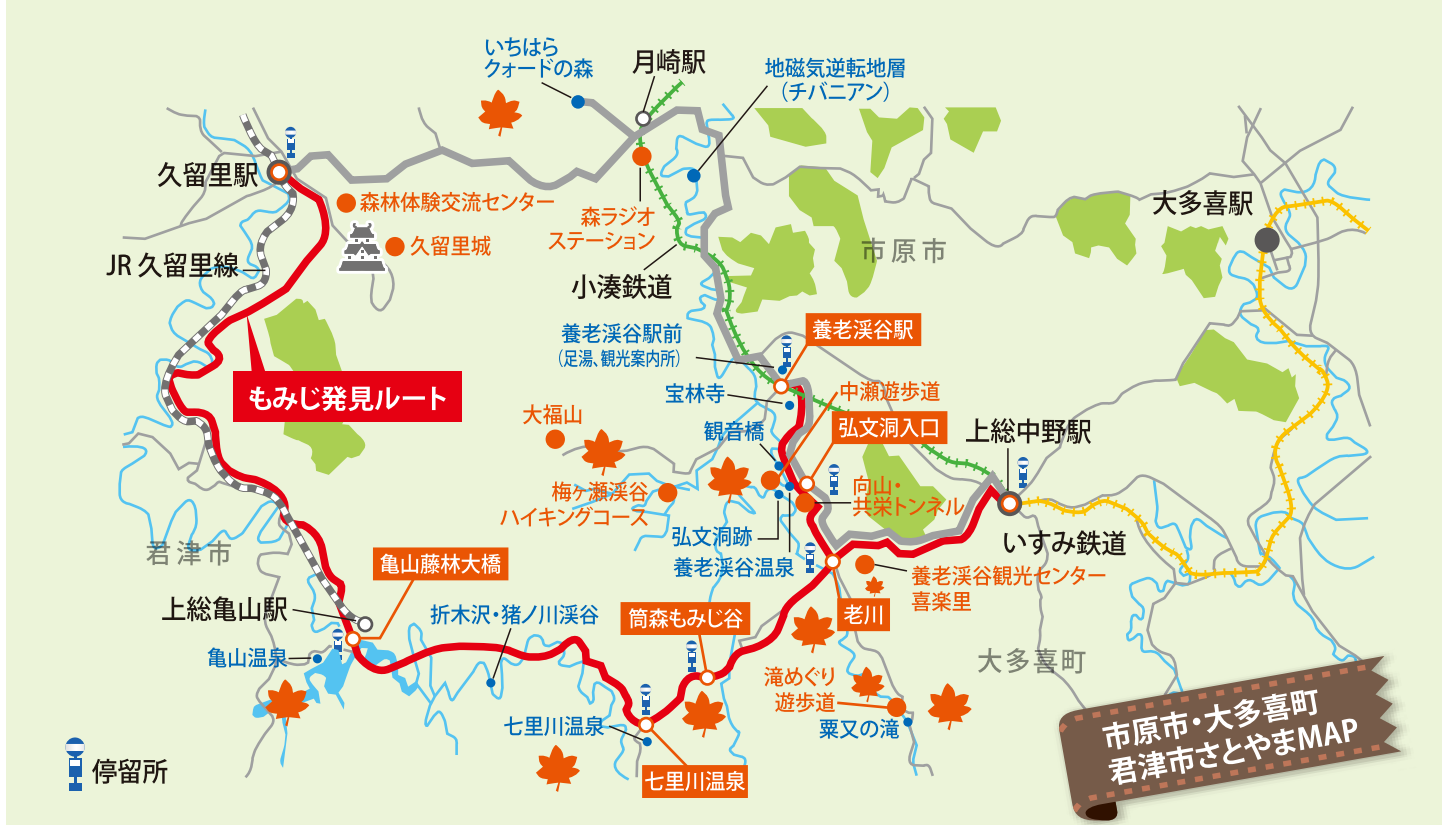 いちはら
クォードの森
月崎駅
地磁気逆転地層
（チバニアン）
久留里駅
森林体験交流センター
久留里城
JR 久留里線
森ラジオ
ステーション
小湊鉄道
市原市
大多喜駅
養老渓谷駅前
（足湯、観光案内所）
養老渓谷駅
宝林寺
中瀬遊歩道
もみじ発見ルート
大福山
観音橋
弘文洞入口
上総中野駅
梅ヶ瀬渓谷
ハイキングコース
向山・
共栄トンネル
弘文洞跡
養老渓谷温泉
いすみ鉄道
君津市
亀山藤林大橋
養老渓谷観光センター
喜楽里
上総亀山駅
折木沢・猪ノ川渓谷
筒森もみじ谷
老川
亀山温泉
大多喜町
滝めぐり
遊歩道
粟又の滝
七里川温泉
七里川温泉
停留所
市原市・大多喜町
君津市さとやまMAP